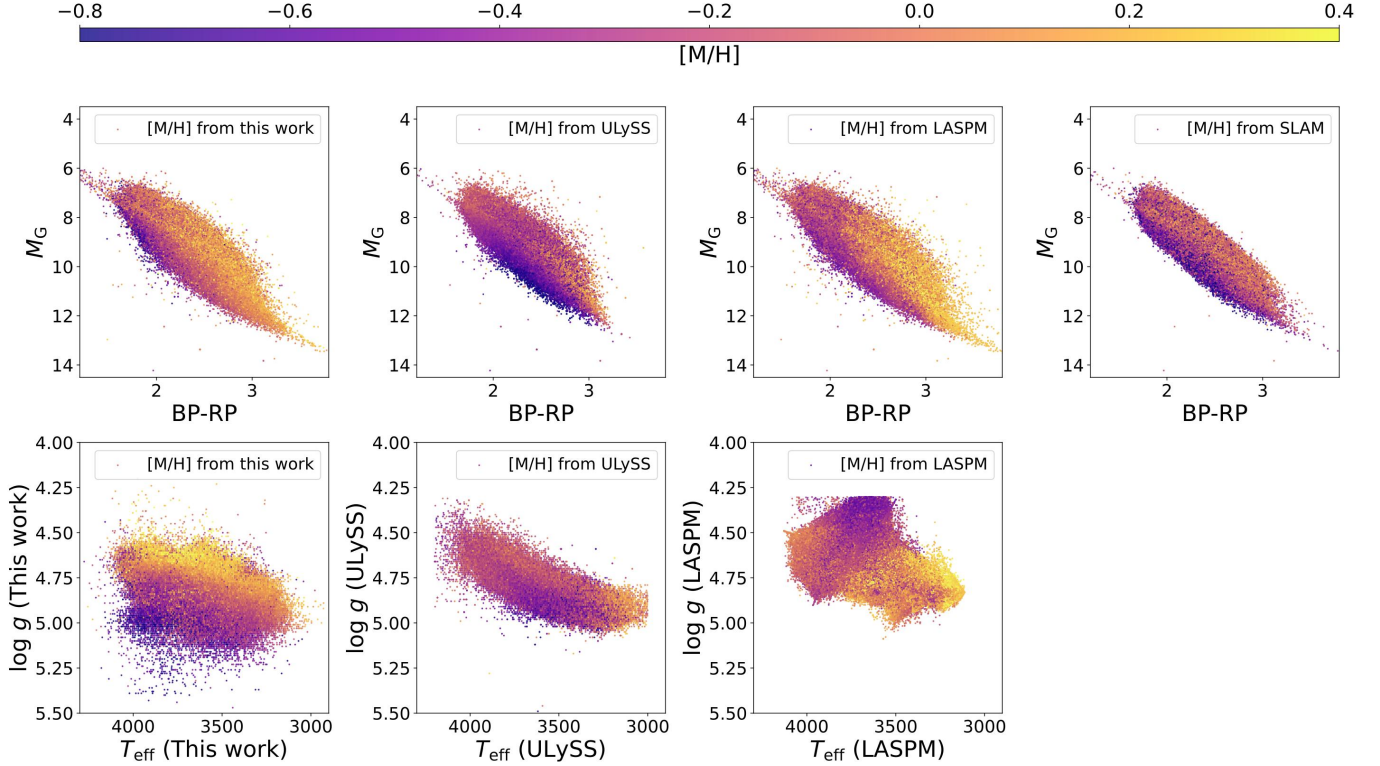 −0.8 −0.6 −0.4 −0.2 0.0 0.2 0.4
[M/H]
[M/H] from this work
4
6
8
10
12
14
M_G
2 3
BP-RP
[M/H] from ULySS
4
6
8
10
12
14
M_G
2 3
BP-RP
[M/H] from LASPM
4
6
8
10
12
14
M_G
2 3
BP-RP
[M/H] from SLAM
4
6
8
10
12
14
M_G
2 3
BP-RP
[M/H] from this work
4.00
4.25
4.50
4.75
5.00
5.25
5.50
log g (This work)
4000 3500 3000
T_eff (This work)
[M/H] from ULySS
4.00
4.25
4.50
4.75
5.00
5.25
5.50
log g (ULySS)
4000 3500 3000
T_eff (ULySS)
[M/H] from LASPM
4.00
4.25
4.50
4.75
5.00
5.25
5.50
log g (LASPM)
4000 3500 3000
T_eff (LASPM)